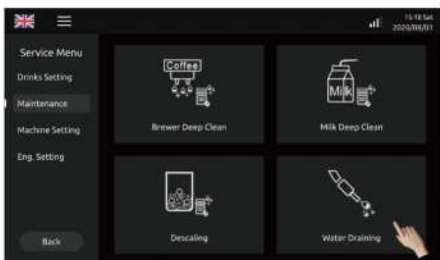 15:18 Sat
2020/08/01
Service Menu
Drinks Setting
Maintenance
Machine Setting
Eng. Setting
Back
Coffee
Brewer Deep Clean
Milk
Milk Deep Clean
Descaling
Water Draining